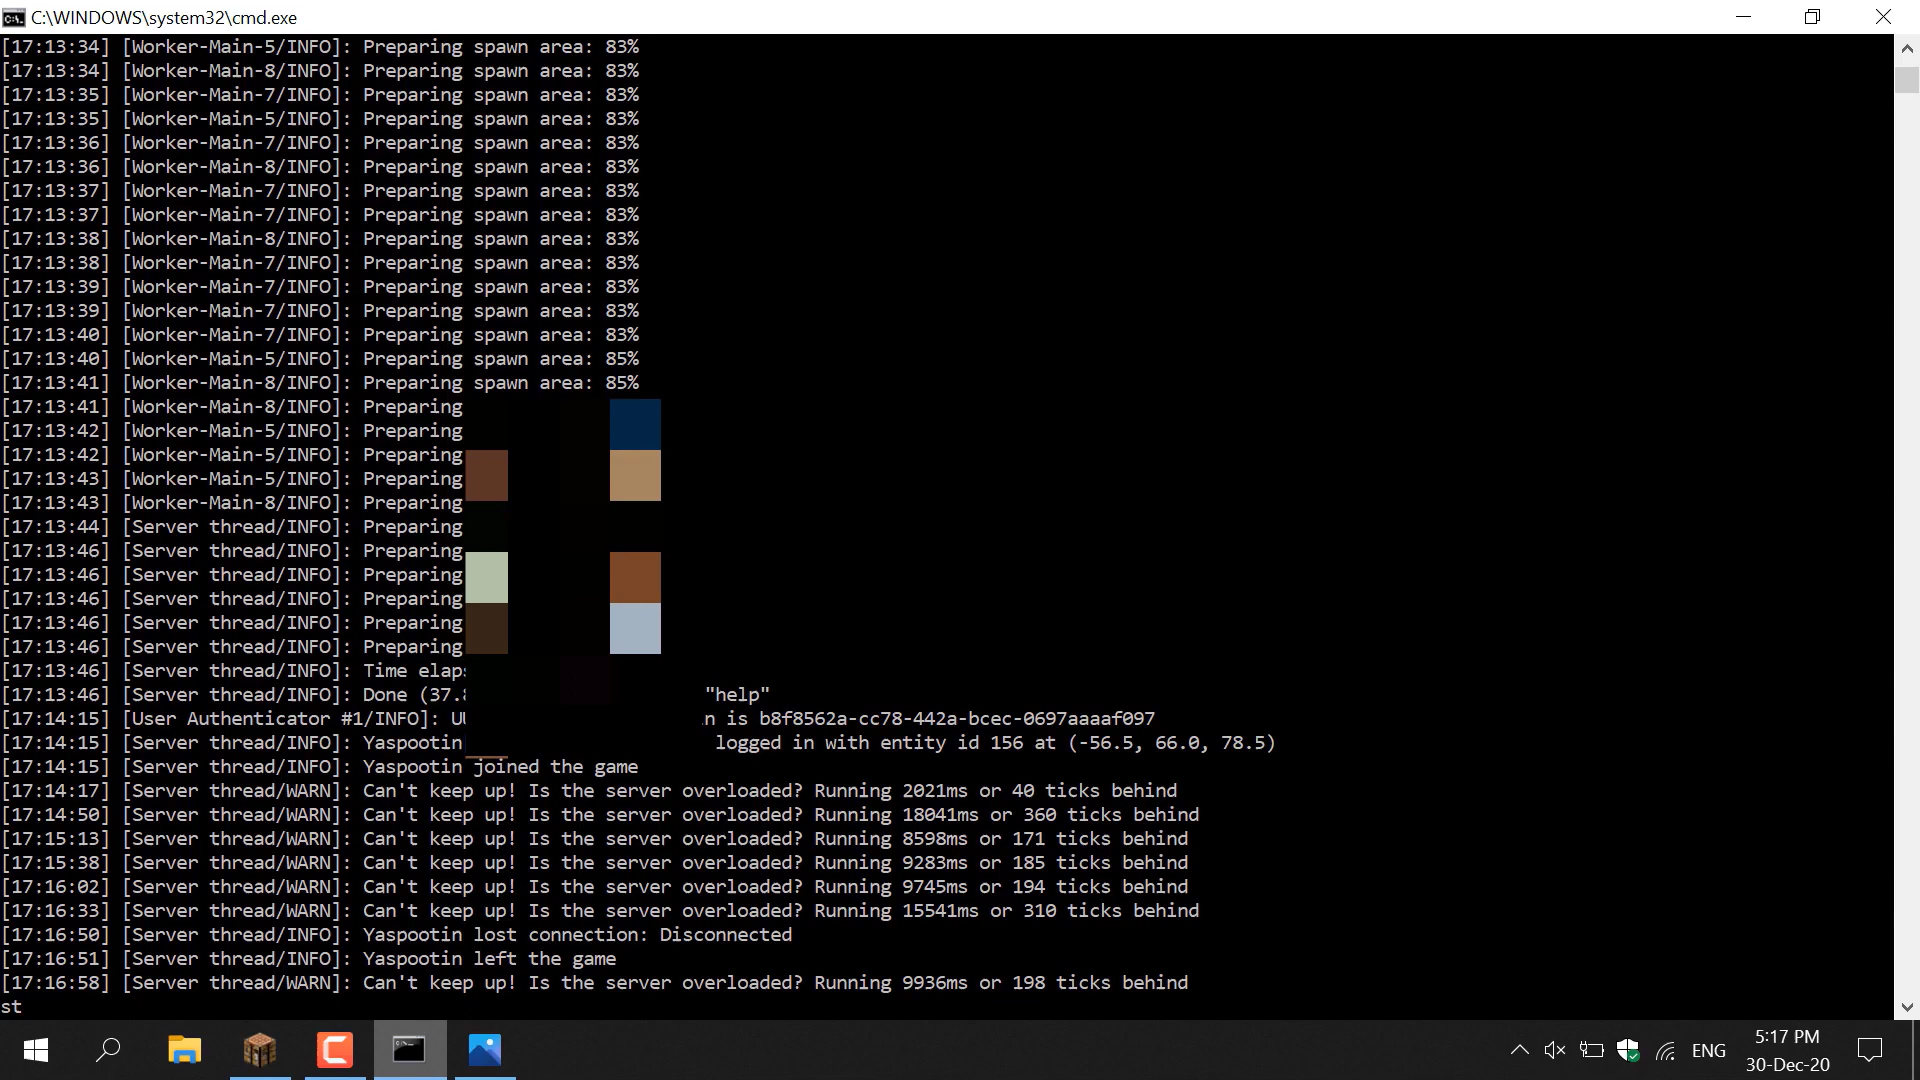 C:\WINDOWS\system32\cmd.exe
[17:13:34] [Worker-Main-5/INFO]: Preparing spawn area: 83%
[17:13:34] [Worker-Main-8/INFO]: Preparing spawn area: 83%
[17:13:35] [Worker-Main-7/INFO]: Preparing spawn area: 83%
[17:13:35] [Worker-Main-5/INFO]: Preparing spawn area: 83%
[17:13:36] [Worker-Main-7/INFO]: Preparing spawn area: 83%
[17:13:36] [Worker-Main-8/INFO]: Preparing spawn area: 83%
[17:13:37] [Worker-Main-7/INFO]: Preparing spawn area: 83%
[17:13:37] [Worker-Main-7/INFO]: Preparing spawn area: 83%
[17:13:38] [Worker-Main-8/INFO]: Preparing spawn area: 83%
[17:13:38] [Worker-Main-7/INFO]: Preparing spawn area: 83%
[17:13:39] [Worker-Main-7/INFO]: Preparing spawn area: 83%
[17:13:39] [Worker-Main-7/INFO]: Preparing spawn area: 83%
[17:13:40] [Worker-Main-7/INFO]: Preparing spawn area: 83%
[17:13:40] [Worker-Main-5/INFO]: Preparing spawn area: 85%
[17:13:41] [Worker-Main-8/INFO]: Preparing spawn area: 85%
[17:13:41] [Worker-Main-8/INFO]: Preparing
[17:13:42] [Worker-Main-5/INFO]: Preparing
[17:13:42] [Worker-Main-5/INFO]: Preparing
[17:13:43] [Worker-Main-5/INFO]: Preparing
[17:13:43] [Worker-Main-8/INFO]: Preparing
[17:13:44] [Server thread/INFO]: Preparing
[17:13:46] [Server thread/INFO]: Preparing
[17:13:46] [Server thread/INFO]: Preparing
[17:13:46] [Server thread/INFO]: Preparing
[17:13:46] [Server thread/INFO]: Preparing
[17:13:46] [Server thread/INFO]: Preparing
[17:13:46] [Server thread/INFO]: Time
[17:13:46] [Server thread/INFO]: Done (37. "help"
[17:14:15] [User Authenticator #1/INFO]: is b8f8562a-cc78-442a-bcec-0697aaaaf097
[17:14:15] [Server thread/INFO]: Yaspootin logged in with entity id 156 at (-56.5, 66.0, 78.5)
[17:14:15] [Server thread/INFO]: Yaspootin joined the game
[17:14:17] [Server thread/WARN]: Can't keep up! Is the server overloaded? Running 2021ms or 40 ticks behind
[17:14:50] [Server thread/WARN]: Can't keep up! Is the server overloaded? Running 18041ms or 360 ticks behind
[17:15:13] [Server thread/WARN]: Can't keep up! Is the server overloaded? Running 8598ms or 171 ticks behind
[17:15:38] [Server thread/WARN]: Can't keep up! Is the server overloaded? Running 9283ms or 185 ticks behind
[17:16:02] [Server thread/WARN]: Can't keep up! Is the server overloaded? Running 9745ms or 194 ticks behind
[17:16:33] [Server thread/WARN]: Can't keep up! Is the server overloaded? Running 15541ms or 310 ticks behind
[17:16:50] [Server thread/INFO]: Yaspootin lost connection: Disconnected
[17:16:51] [Server thread/INFO]: Yaspootin left the game
[17:16:58] [Server thread/WARN]: Can't keep up! Is the server overloaded? Running 9936ms or 198 ticks behind
st
ENG
5:17 PM
30-Dec-20